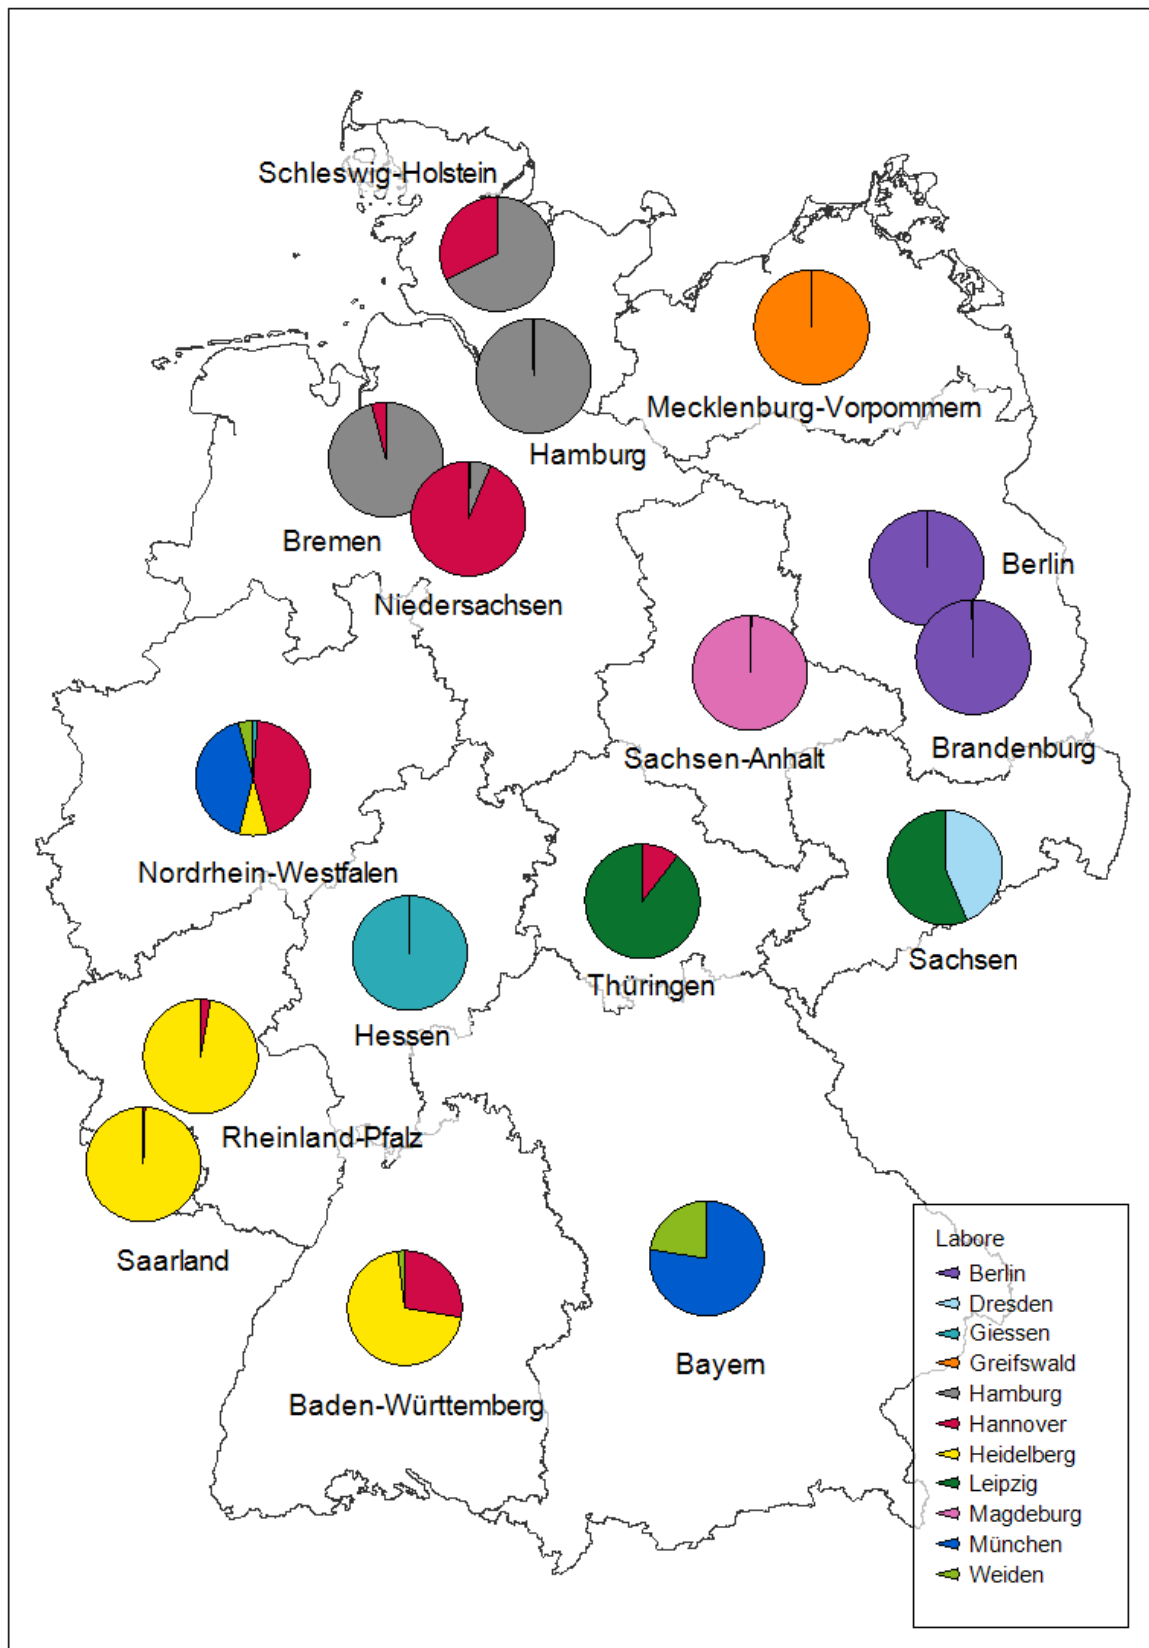 Schleswig-Holstein
Mecklenburg-Vorpommern
Hamburg
Bremen
Berlin
Niedersachsen
Brandenburg
Sachsen-Anhalt
Nordrhein-Westfalen
Sachsen
Thüringen
Hessen
Rheinland-Pfalz
Saarland
Bayern
Baden-Württemberg
Labore
Berlin
Dresden
Giessen
Greifswald
Hamburg
Hannover
Heidelberg
Leipzig
Magdeburg
München
Weiden